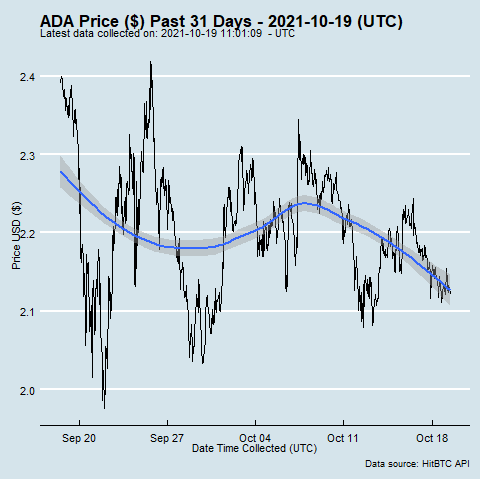 ADA Price ($) Past 31 Days - 2021-10-19 (UTC)
Latest data collected on: 2021-10-19 11:01:09  - UTC
2.4
2.3
2.2
2.1
2.0
Price USD ($)
Sep 20
Sep 27
Oct 04
Oct 11
Oct 18
Date Time Collected (UTC)
Data source: HitBTC API